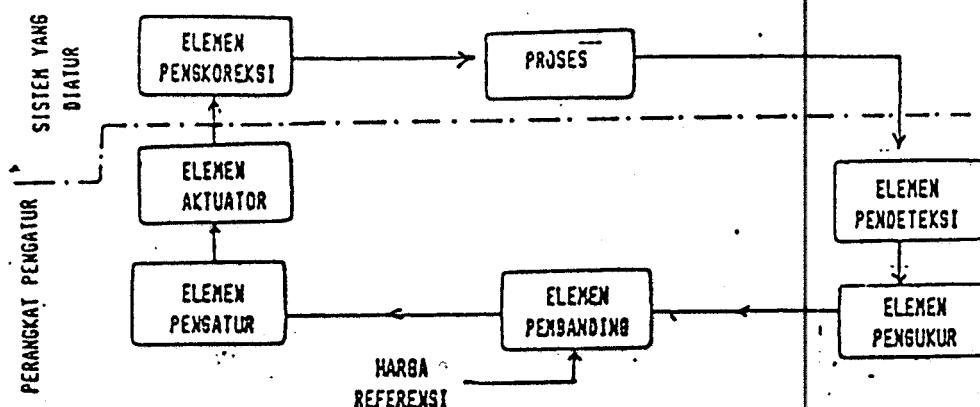 SISTEM YANG
DIATUR
ELEMEN
PENGKOREKSI
PROSES
ELEMEN
AKTUATOR
ELEMEN
PENDETEKSI
PERANGKAT PENGATUR
ELEMEN
PENGATUR
ELEMEN
PEMBANDING
ELEMEN
PENGUKUR
HARGA
REFERENSI